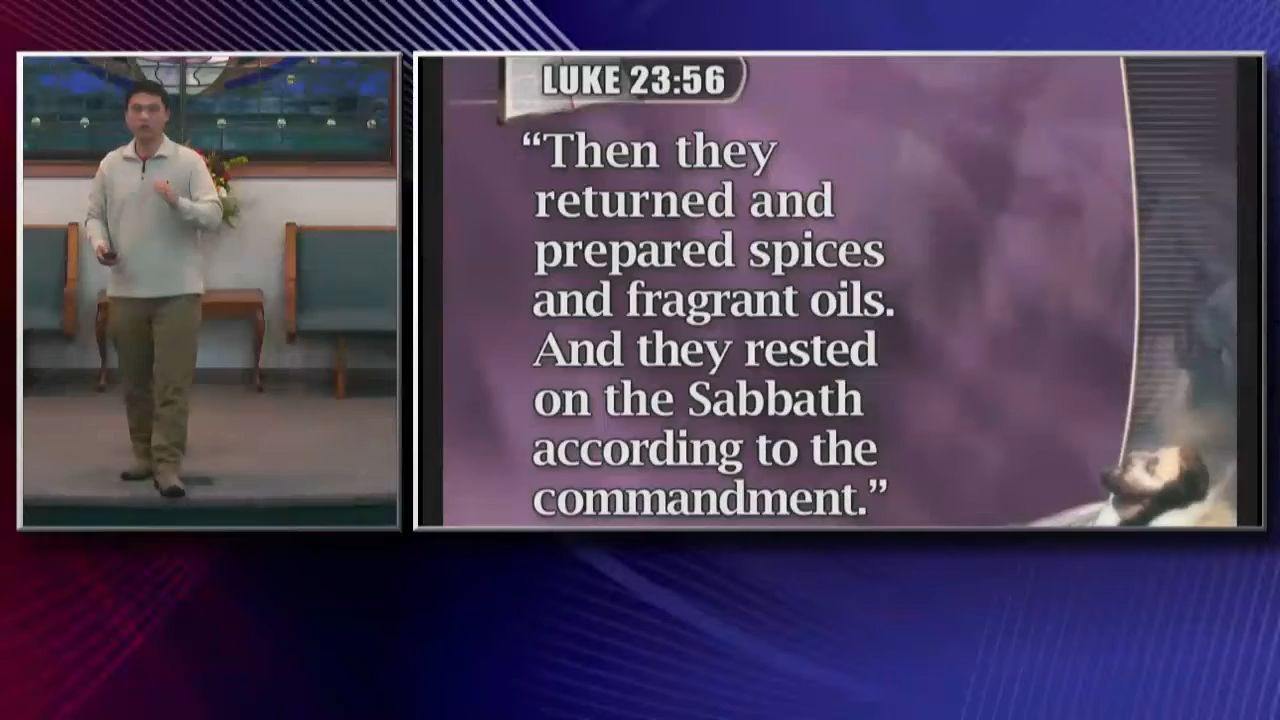 LUKE 23:56
“Then they
returned and
prepared spices
and fragrant oils.
And they rested
on the Sabbath
according to the
commandment.”